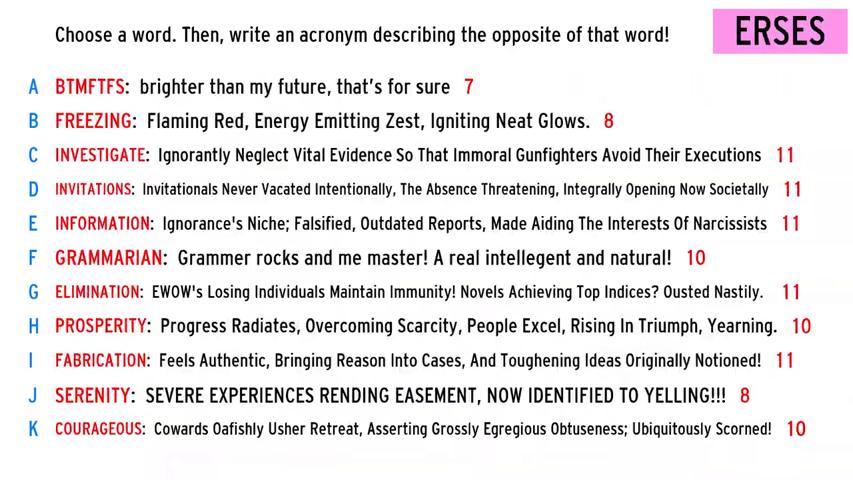 Choose a word. Then, write an acronym describing the opposite of that word!
ERSES
A BTMFTFS: brighter than my future, that's for sure 7
B FREEZING: Flaming Red, Energy Emitting Zest, Igniting Neat Glows. 8
C INVESTIGATE: Ignorantly Neglect Vital Evidence So That Immoral Gunfighters Avoid Their Executions 11
D INVITATIONS: Invitationals Never Vacated Intentionally, The Absence Threatening, Integrally Opening Now Societally 11
E INFORMATION: Ignorance's Niche; Falsified, Outdated Reports, Made Aiding The Interests Of Narcissists 11
F GRAMMARIAN: Grammer rocks and me master! A real intellegent and natural! 10
G ELIMINATION: EWOW's Losing Individuals Maintain Immunity! Novels Achieving Top Indices? Ousted Nastily. 11
H PROSPERITY: Progress Radiates, Overcoming Scarcity, People Excel, Rising In Triumph, Yearning. 10
I FABRICATION: Feels Authentic, Bringing Reason Into Cases, And Toughening Ideas Originally Notioned! 11
J SERENITY: SEVERE EXPERIENCES RENDING EASEMENT, NOW IDENTIFIED TO YELLING!!! 8
K COURAGEOUS: Cowards Oafishly Usher Retreat, Asserting Grossly Egregious Obtuseness; Ubiquitously Scorned! 10